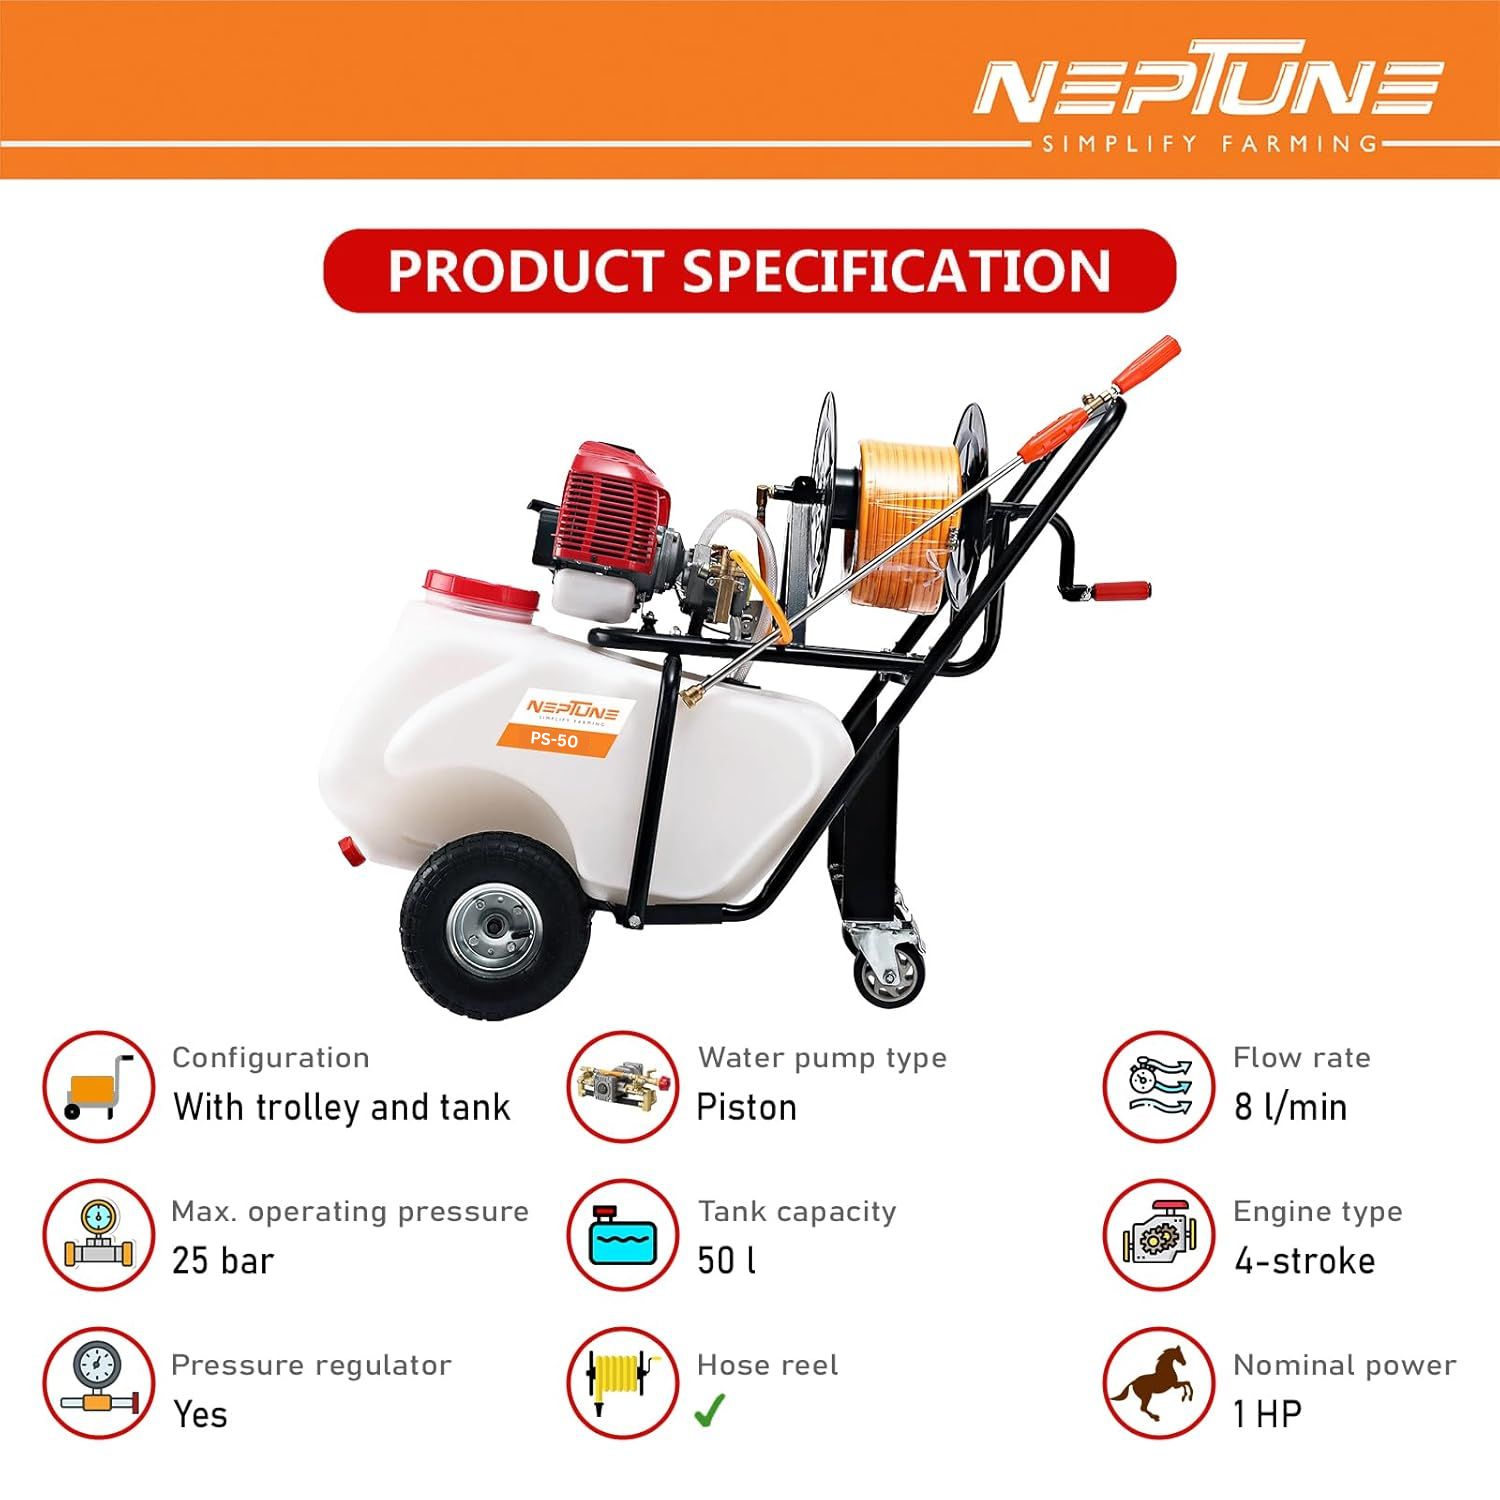 NEPTUNE
SIMPLIFY FARMING
PRODUCT SPECIFICATION
NEPTUNE
SIMPLIFY FARMING
PS-50
Configuration
With trolley and tank
Water pump type
Piston
Flow rate
8 l/min
Max. operating pressure
25 bar
Tank capacity
50 l
Engine type
4-stroke
Pressure regulator
Yes
Hose reel
Nominal power
1 HP